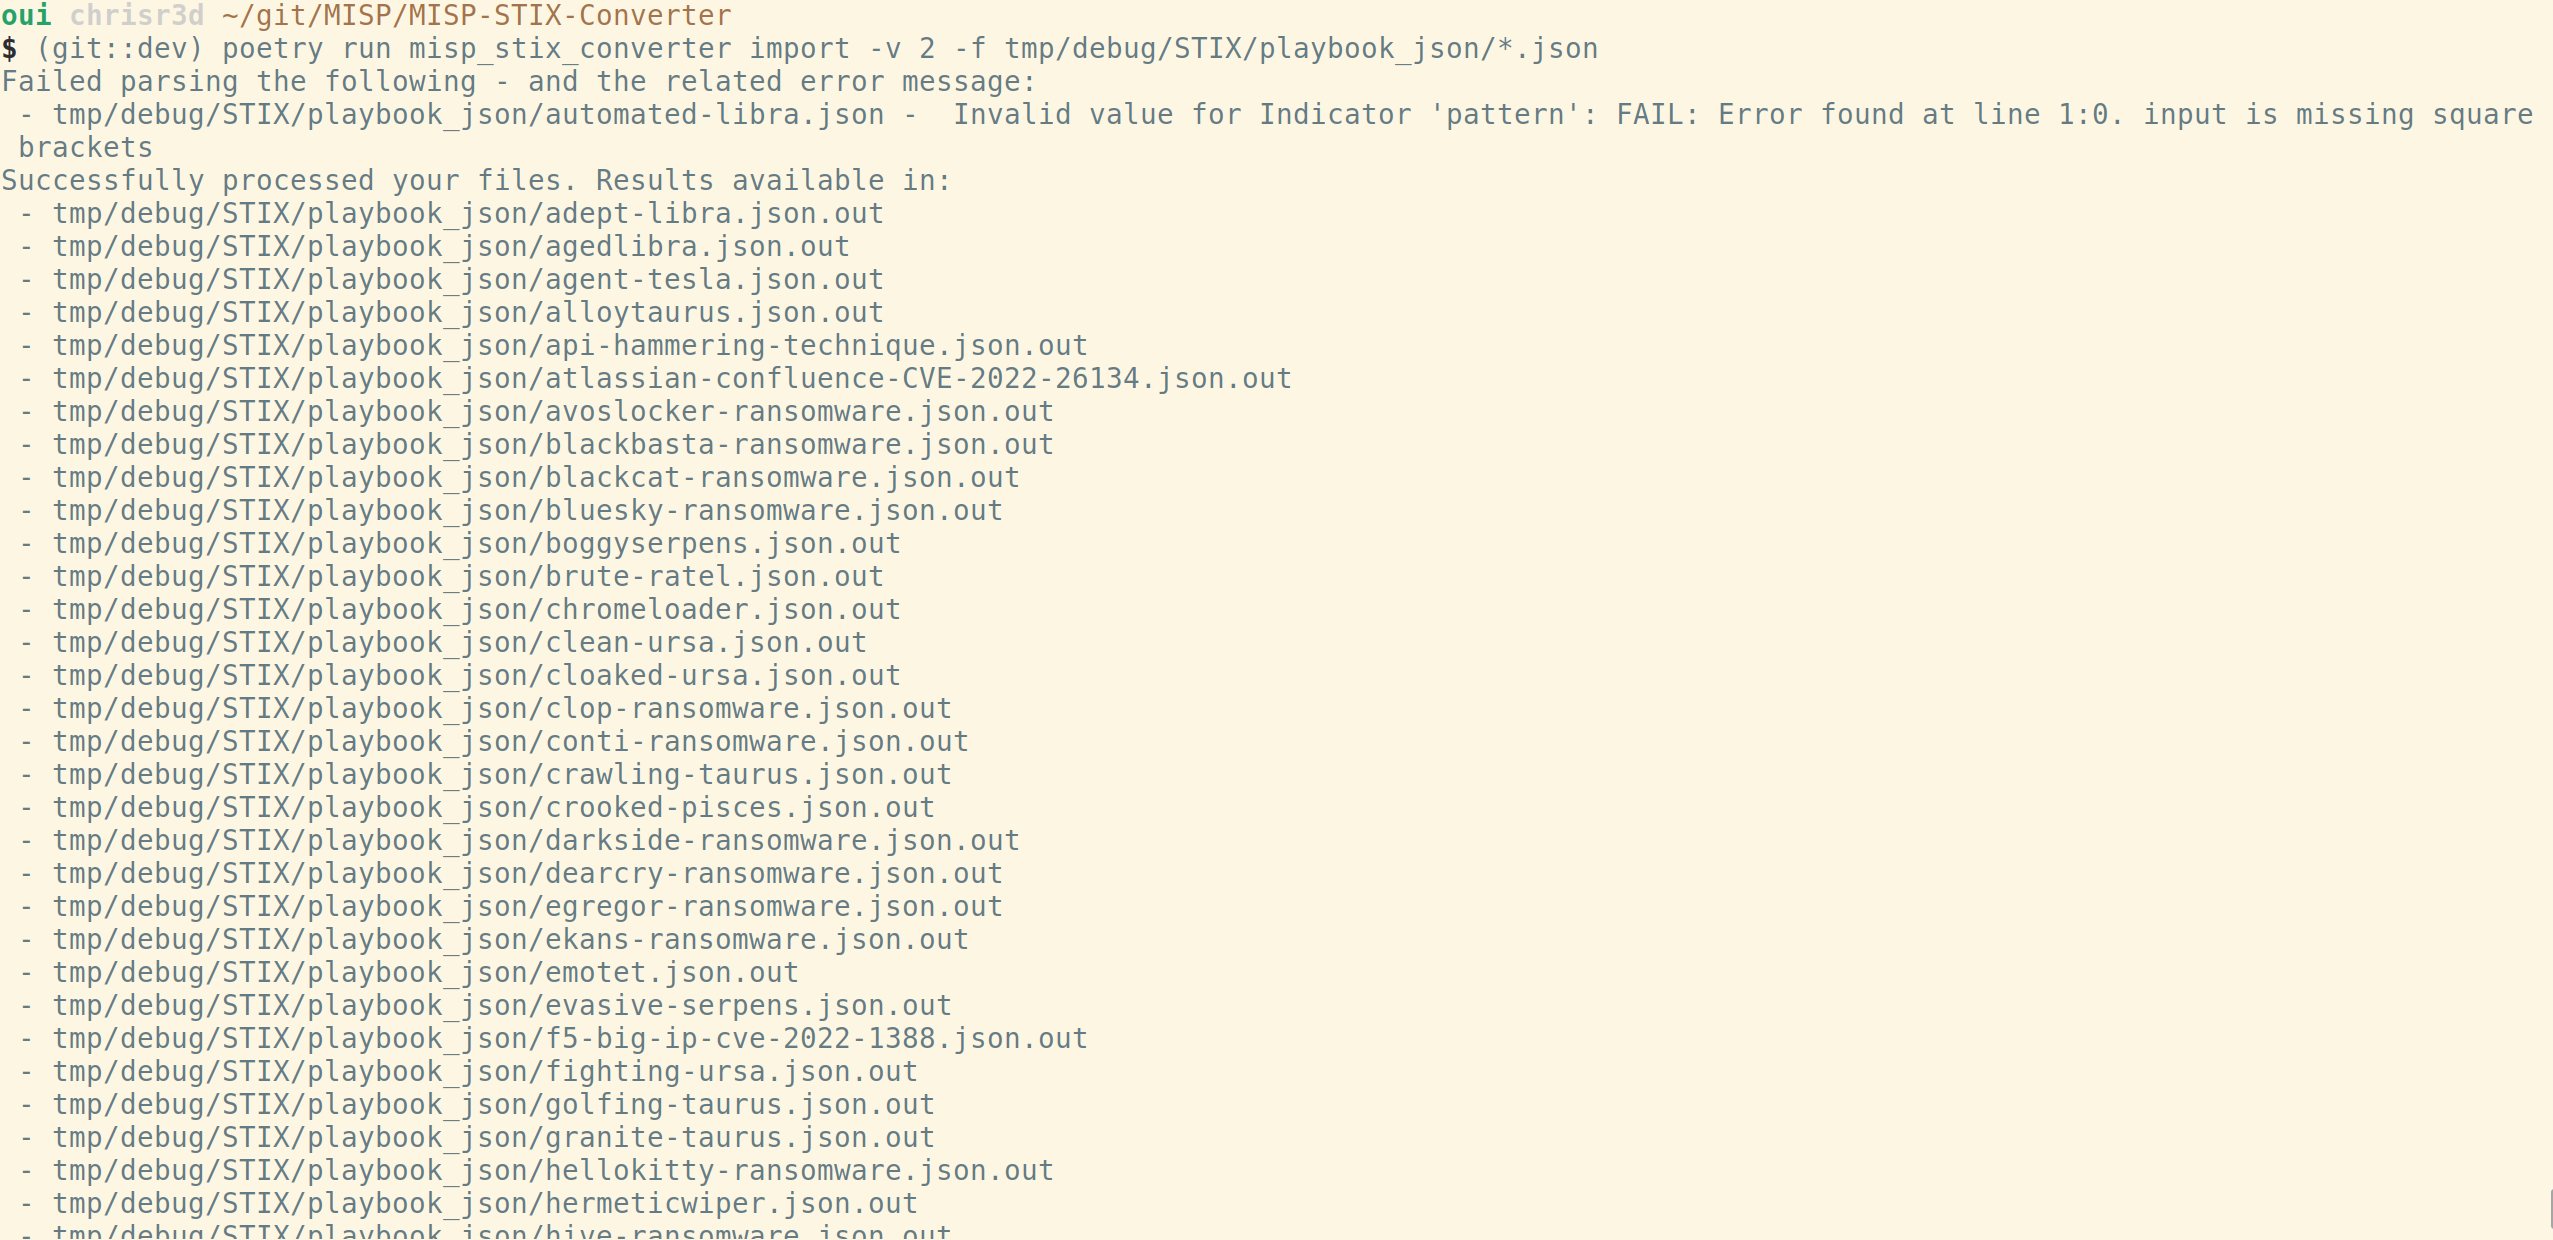 oui chrisr3d ~/git/MISP/MISP-STIX-Converter
$ (git::dev) poetry run misp_stix_converter import -v 2 -f tmp/debug/STIX/playbook_json/*.json
Failed parsing the following - and the related error message:
 - tmp/debug/STIX/playbook_json/automated-libra.json -  Invalid value for Indicator 'pattern': FAIL: Error found at line 1:0. input is missing square
 brackets
Successfully processed your files. Results available in:
 - tmp/debug/STIX/playbook_json/adept-libra.json.out
 - tmp/debug/STIX/playbook_json/agedlibra.json.out
 - tmp/debug/STIX/playbook_json/agent-tesla.json.out
 - tmp/debug/STIX/playbook_json/alloytaurus.json.out
 - tmp/debug/STIX/playbook_json/api-hammering-technique.json.out
 - tmp/debug/STIX/playbook_json/atlassian-confluence-CVE-2022-26134.json.out
 - tmp/debug/STIX/playbook_json/avoslocker-ransomware.json.out
 - tmp/debug/STIX/playbook_json/blackbasta-ransomware.json.out
 - tmp/debug/STIX/playbook_json/blackcat-ransomware.json.out
 - tmp/debug/STIX/playbook_json/bluesky-ransomware.json.out
 - tmp/debug/STIX/playbook_json/boggyserpens.json.out
 - tmp/debug/STIX/playbook_json/brute-ratel.json.out
 - tmp/debug/STIX/playbook_json/chromeloader.json.out
 - tmp/debug/STIX/playbook_json/clean-ursa.json.out
 - tmp/debug/STIX/playbook_json/cloaked-ursa.json.out
 - tmp/debug/STIX/playbook_json/clop-ransomware.json.out
 - tmp/debug/STIX/playbook_json/conti-ransomware.json.out
 - tmp/debug/STIX/playbook_json/crawling-taurus.json.out
 - tmp/debug/STIX/playbook_json/crooked-pisces.json.out
 - tmp/debug/STIX/playbook_json/darkside-ransomware.json.out
 - tmp/debug/STIX/playbook_json/dearcry-ransomware.json.out
 - tmp/debug/STIX/playbook_json/egregor-ransomware.json.out
 - tmp/debug/STIX/playbook_json/ekans-ransomware.json.out
 - tmp/debug/STIX/playbook_json/emotet.json.out
 - tmp/debug/STIX/playbook_json/evasive-serpens.json.out
 - tmp/debug/STIX/playbook_json/f5-big-ip-cve-2022-1388.json.out
 - tmp/debug/STIX/playbook_json/fighting-ursa.json.out
 - tmp/debug/STIX/playbook_json/golfing-taurus.json.out
 - tmp/debug/STIX/playbook_json/granite-taurus.json.out
 - tmp/debug/STIX/playbook_json/hellokitty-ransomware.json.out
 - tmp/debug/STIX/playbook_json/hermeticwiper.json.out
 - tmp/debug/STIX/playbook_json/hive-ransomware.json.out